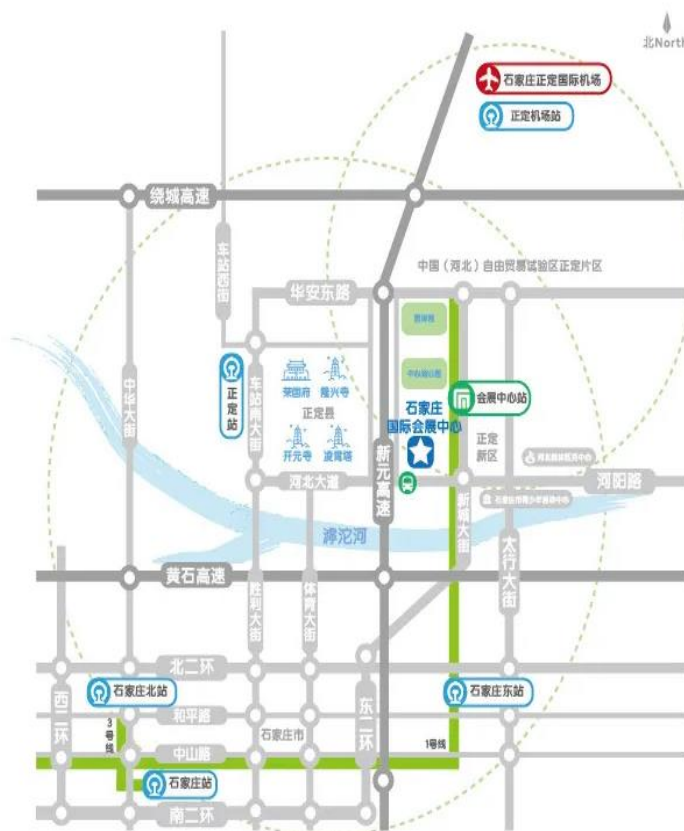 北North
石家庄正定国际机场
正定机场站
绕城高速
车站西街
中国（河北）自由贸易试验区正定片区
华安东路
中华大街
正定站
车站南大街
荣国府
隆兴寺
正定县
开元寺
凌霄塔
石家庄
国际会展中心
会展中心站
正定
新区
新元高速
新城大街
河北大道
河阳路
滹沱河
太行大街
黄石高速
胜利大街
体育大街
北二环
西二环
石家庄北站
石家庄东站
和平路
东二环
3号线
石家庄市
中山路
1号线
石家庄站
南二环